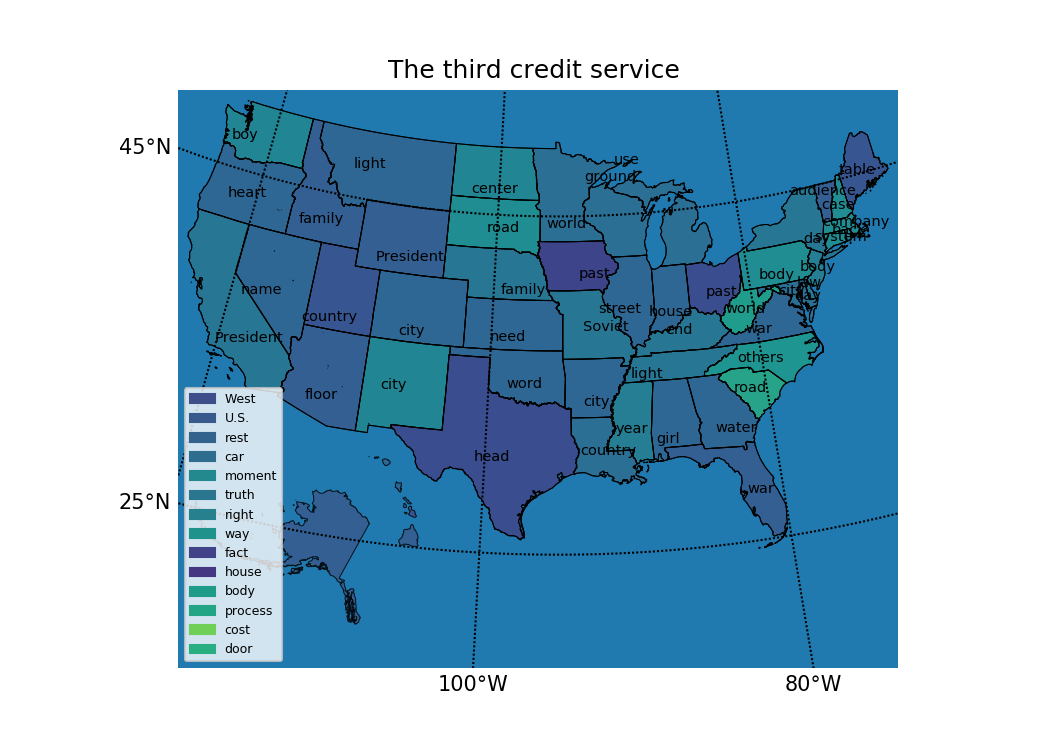 The third credit service
45°N
25°N
100°W
80°W
boy
light
use
ground
table
heart
center
audience
case
family
road
world
company
President
day
system
name
past
body
body
family
past
city
law
day
country
street
house
world
President
city
need
Soviet
end
war
light
others
city
word
road
floor
city
year
girl
water
head
country
war
West
U.S.
rest
car
moment
truth
right
way
fact
house
body
process
cost
door